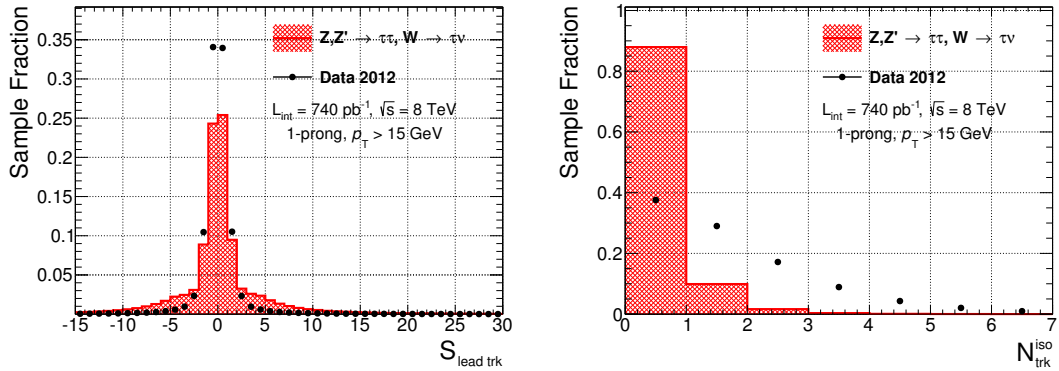 Sample Fraction
0.35
0.3
0.25
0.2
0.15
0.1
0.05
-15 -10 -5 0 5 10 15 20 25 30
S_lead trk
Z,Z' → ττ, W → τν
Data 2012
L_int = 740 pb⁻¹, √s = 8 TeV
1-prong, p_T > 15 GeV
Sample Fraction
1
0.8
0.6
0.4
0.2
0
0 1 2 3 4 5 6 7
N_trk^iso
Z,Z' → ττ, W → τν
Data 2012
L_int = 740 pb⁻¹, √s = 8 TeV
1-prong, p_T > 15 GeV